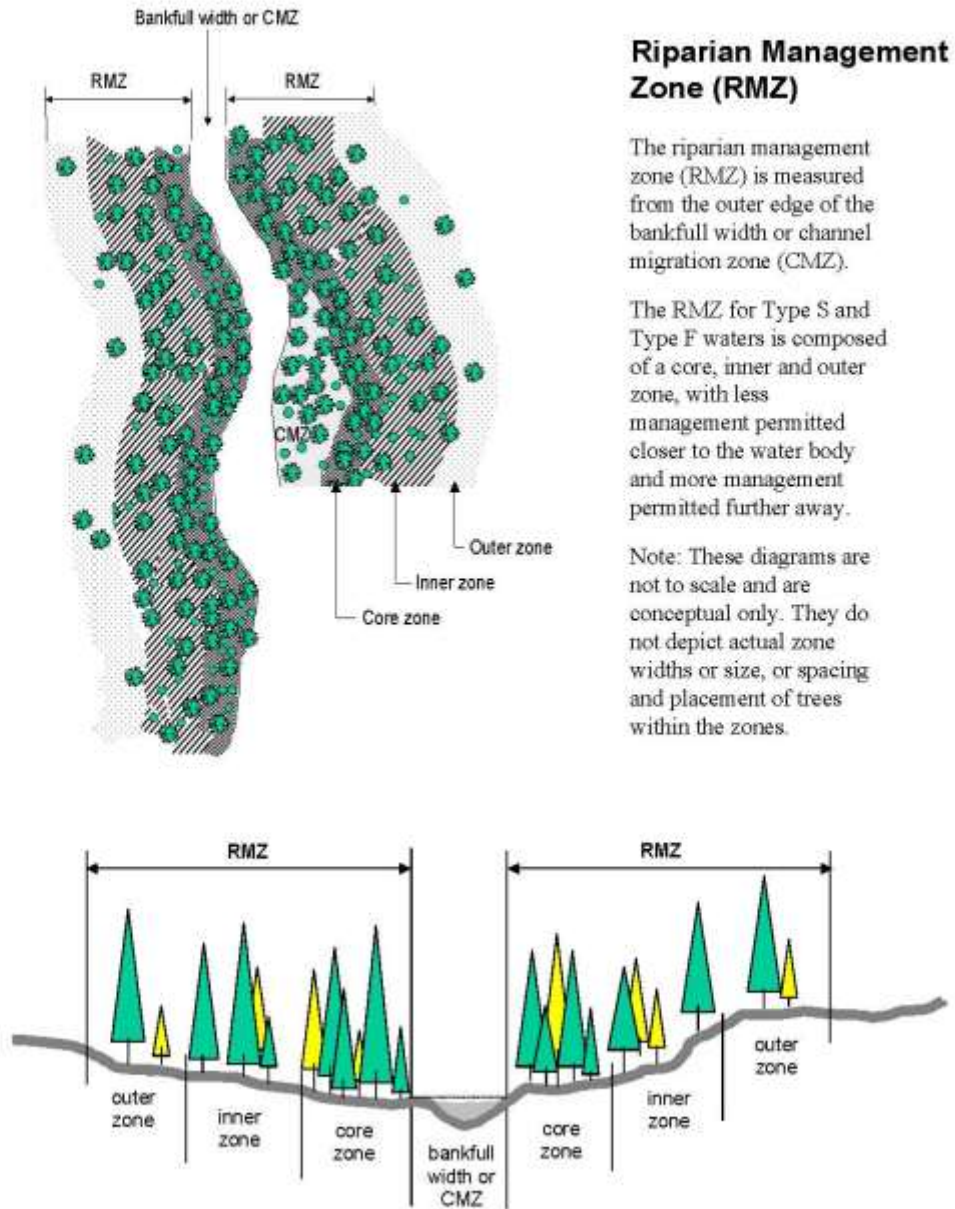 Bankfull width or CMZ
RMZ
RMZ
Riparian Management
Zone (RMZ)
The riparian management
zone (RMZ) is measured
from the outer edge of the
bankfull width or channel
migration zone (CMZ).
The RMZ for Type S and
Type F waters is composed
of a core, inner and outer
zone, with less
management permitted
closer to the water body
and more management
permitted further away.
Note: These diagrams are
not to scale and are
conceptual only. They do
not depict actual zone
widths or size, or spacing
and placement of trees
within the zones.
CMZ
Outer zone
Inner zone
Core zone
RMZ
RMZ
outer
zone
inner
zone
core
zone
bankfull
width or
CMZ
core
zone
inner
zone
outer
zone